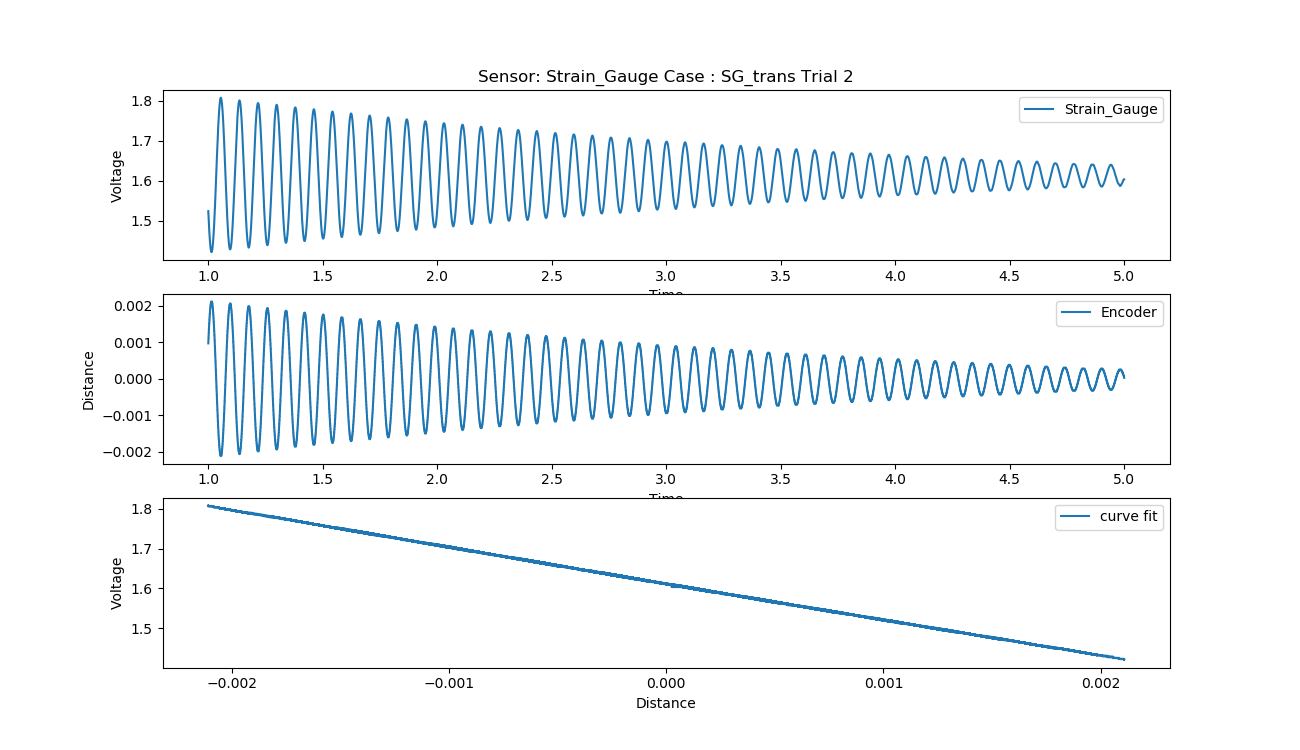 Sensor: Strain_Gauge Case : SG_trans Trial 2
Strain_Gauge
Voltage
1.8
1.7
1.6
1.5
1.0 1.5 2.0 2.5 3.0 3.5 4.0 4.5 5.0
Encoder
Distance
0.002
0.001
0.000
−0.001
−0.002
1.0 1.5 2.0 2.5 3.0 3.5 4.0 4.5 5.0
curve fit
Voltage
1.8
1.7
1.6
1.5
−0.002 −0.001 0.000 0.001 0.002
Distance